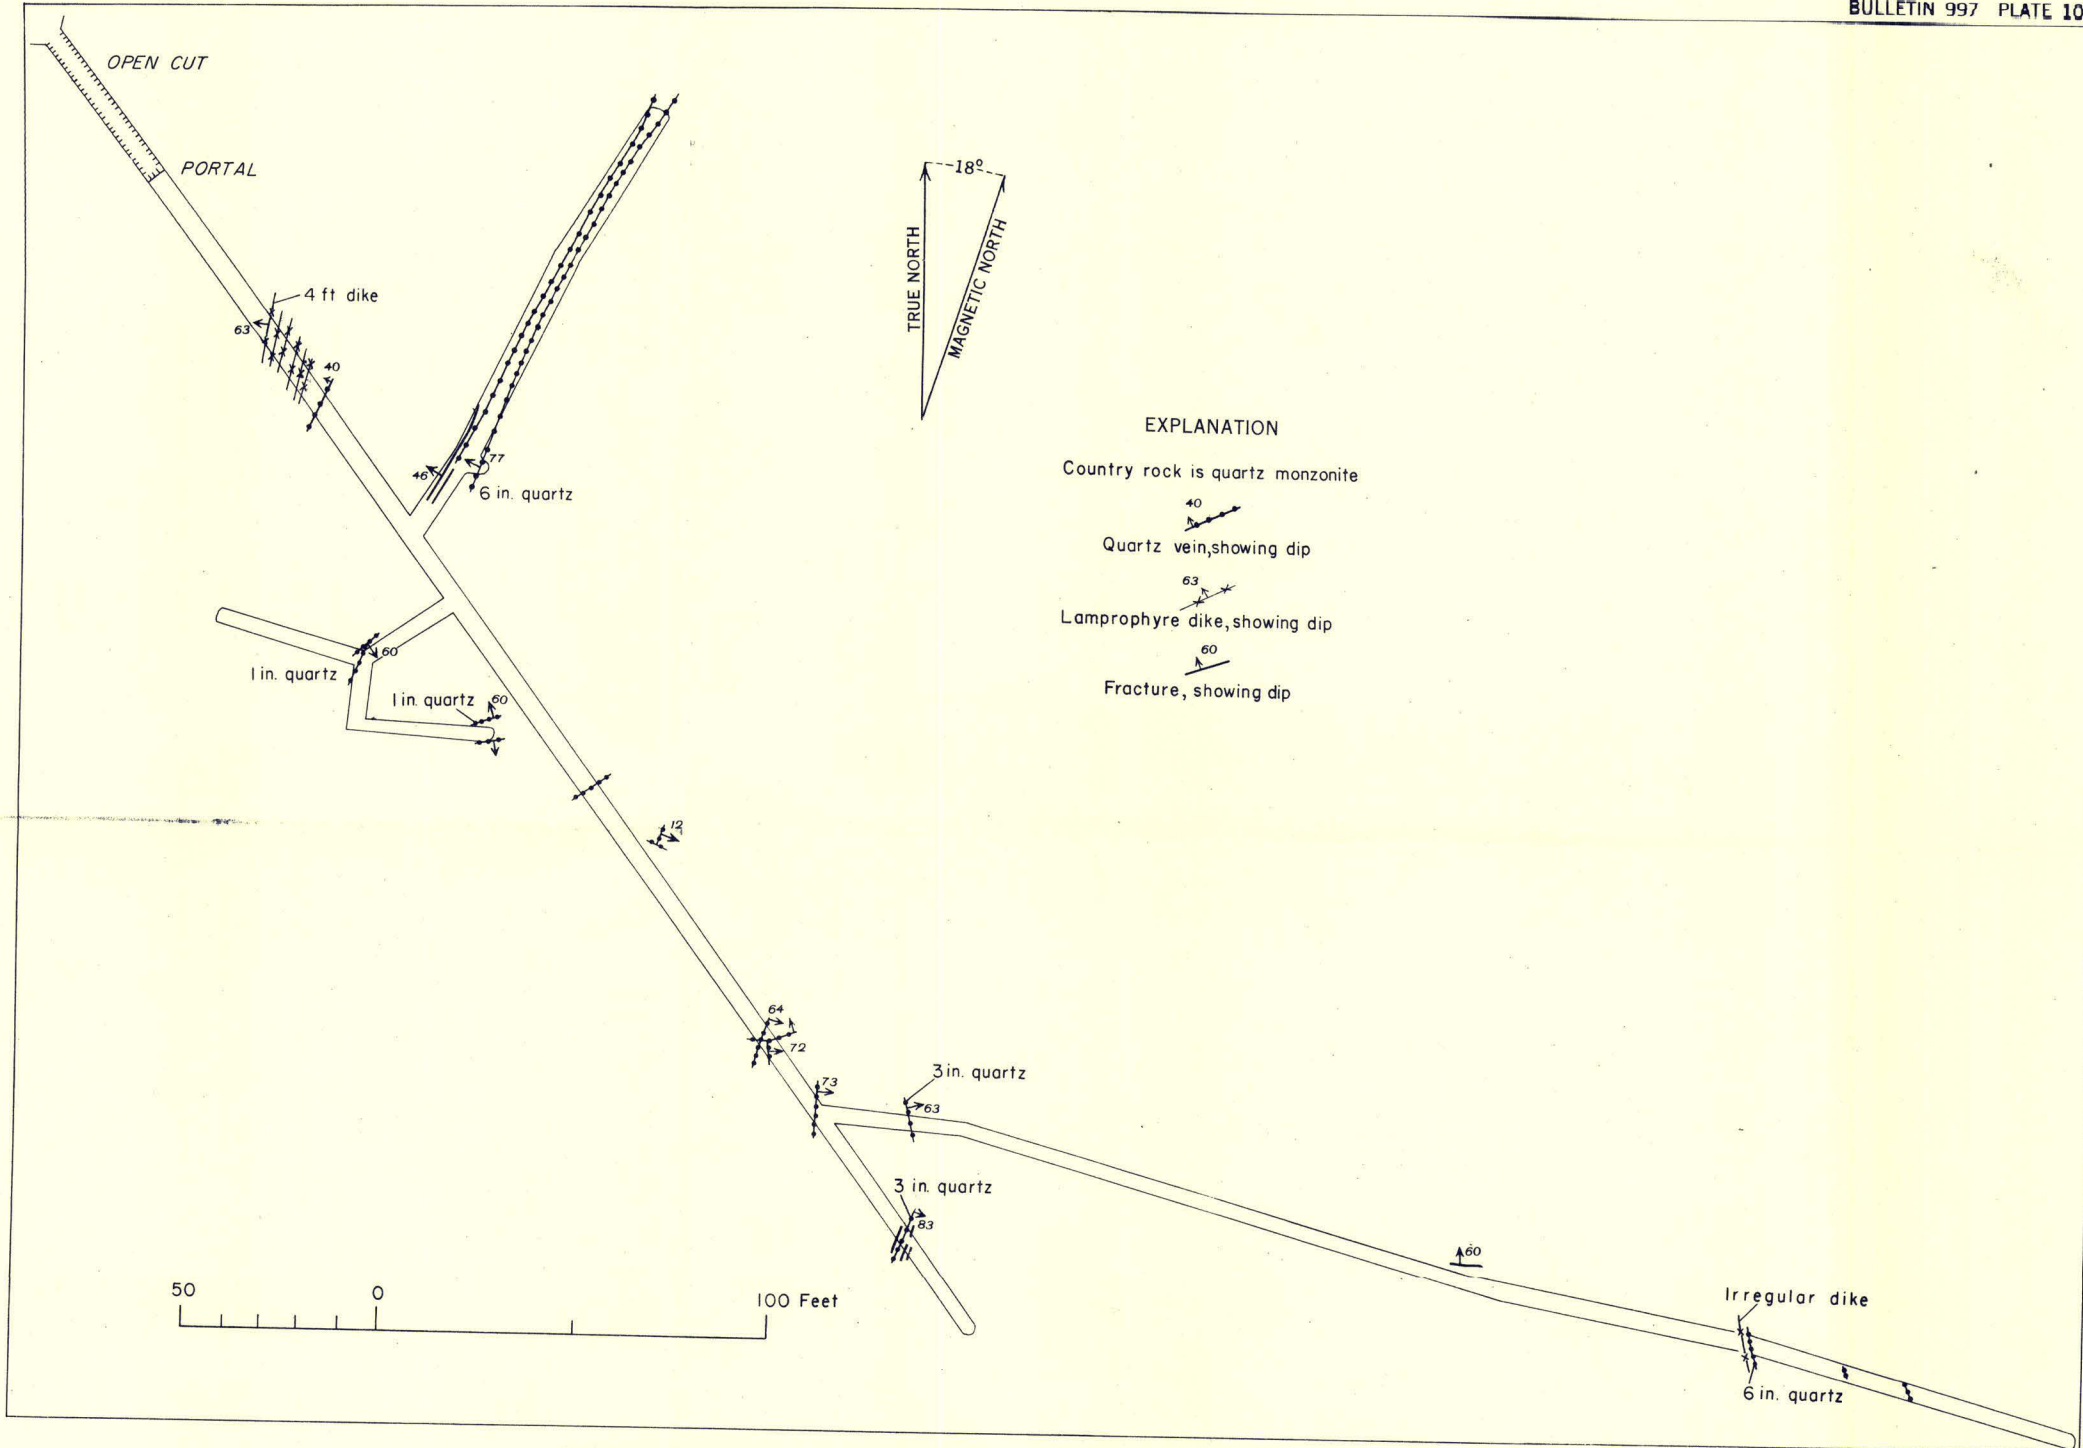 BULLETIN 997 PLATE 10
OPEN CUT
PORTAL
18°
TRUE NORTH
MAGNETIC NORTH
4 ft dike
63
40
46
77
6 in. quartz
EXPLANATION
Country rock is quartz monzonite
40
Quartz vein, showing dip
63
Lamprophyre dike, showing dip
60
Fracture, showing dip
60
1 in. quartz
1 in. quartz
60
12
64
72
73
3 in. quartz
63
3 in. quartz
83
60
Irregular dike
6 in. quartz
50 0 100 Feet